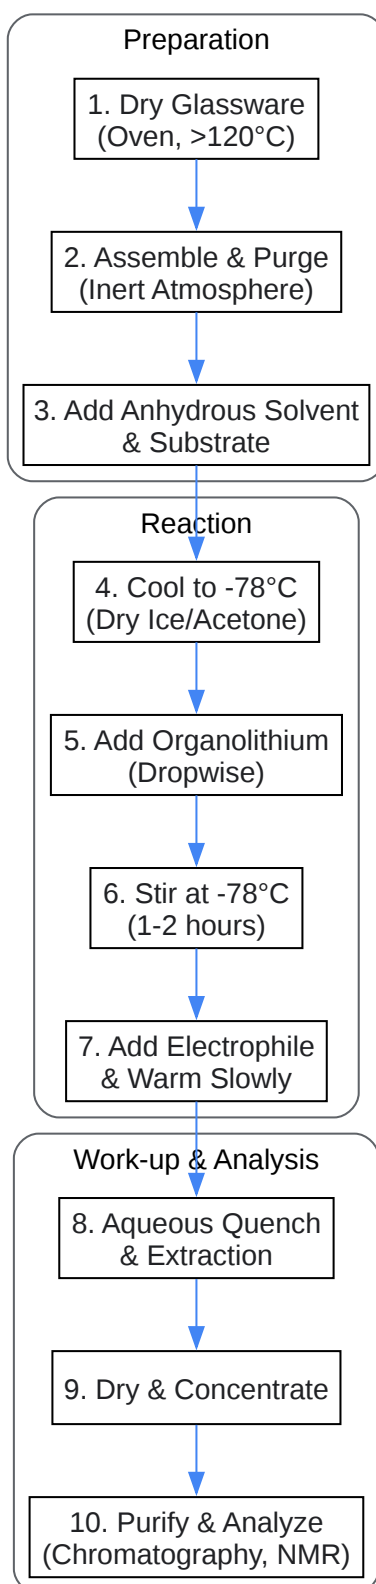 Preparation
1. Dry Glassware
(Oven, >120°C)
2. Assemble & Purge
(Inert Atmosphere)
3. Add Anhydrous Solvent
& Substrate
Reaction
4. Cool to -78°C
(Dry Ice/Acetone)
5. Add Organolithium
(Dropwise)
6. Stir at -78°C
(1-2 hours)
7. Add Electrophile
& Warm Slowly
Work-up & Analysis
8. Aqueous Quench
& Extraction
9. Dry & Concentrate
10. Purify & Analyze
(Chromatography, NMR)